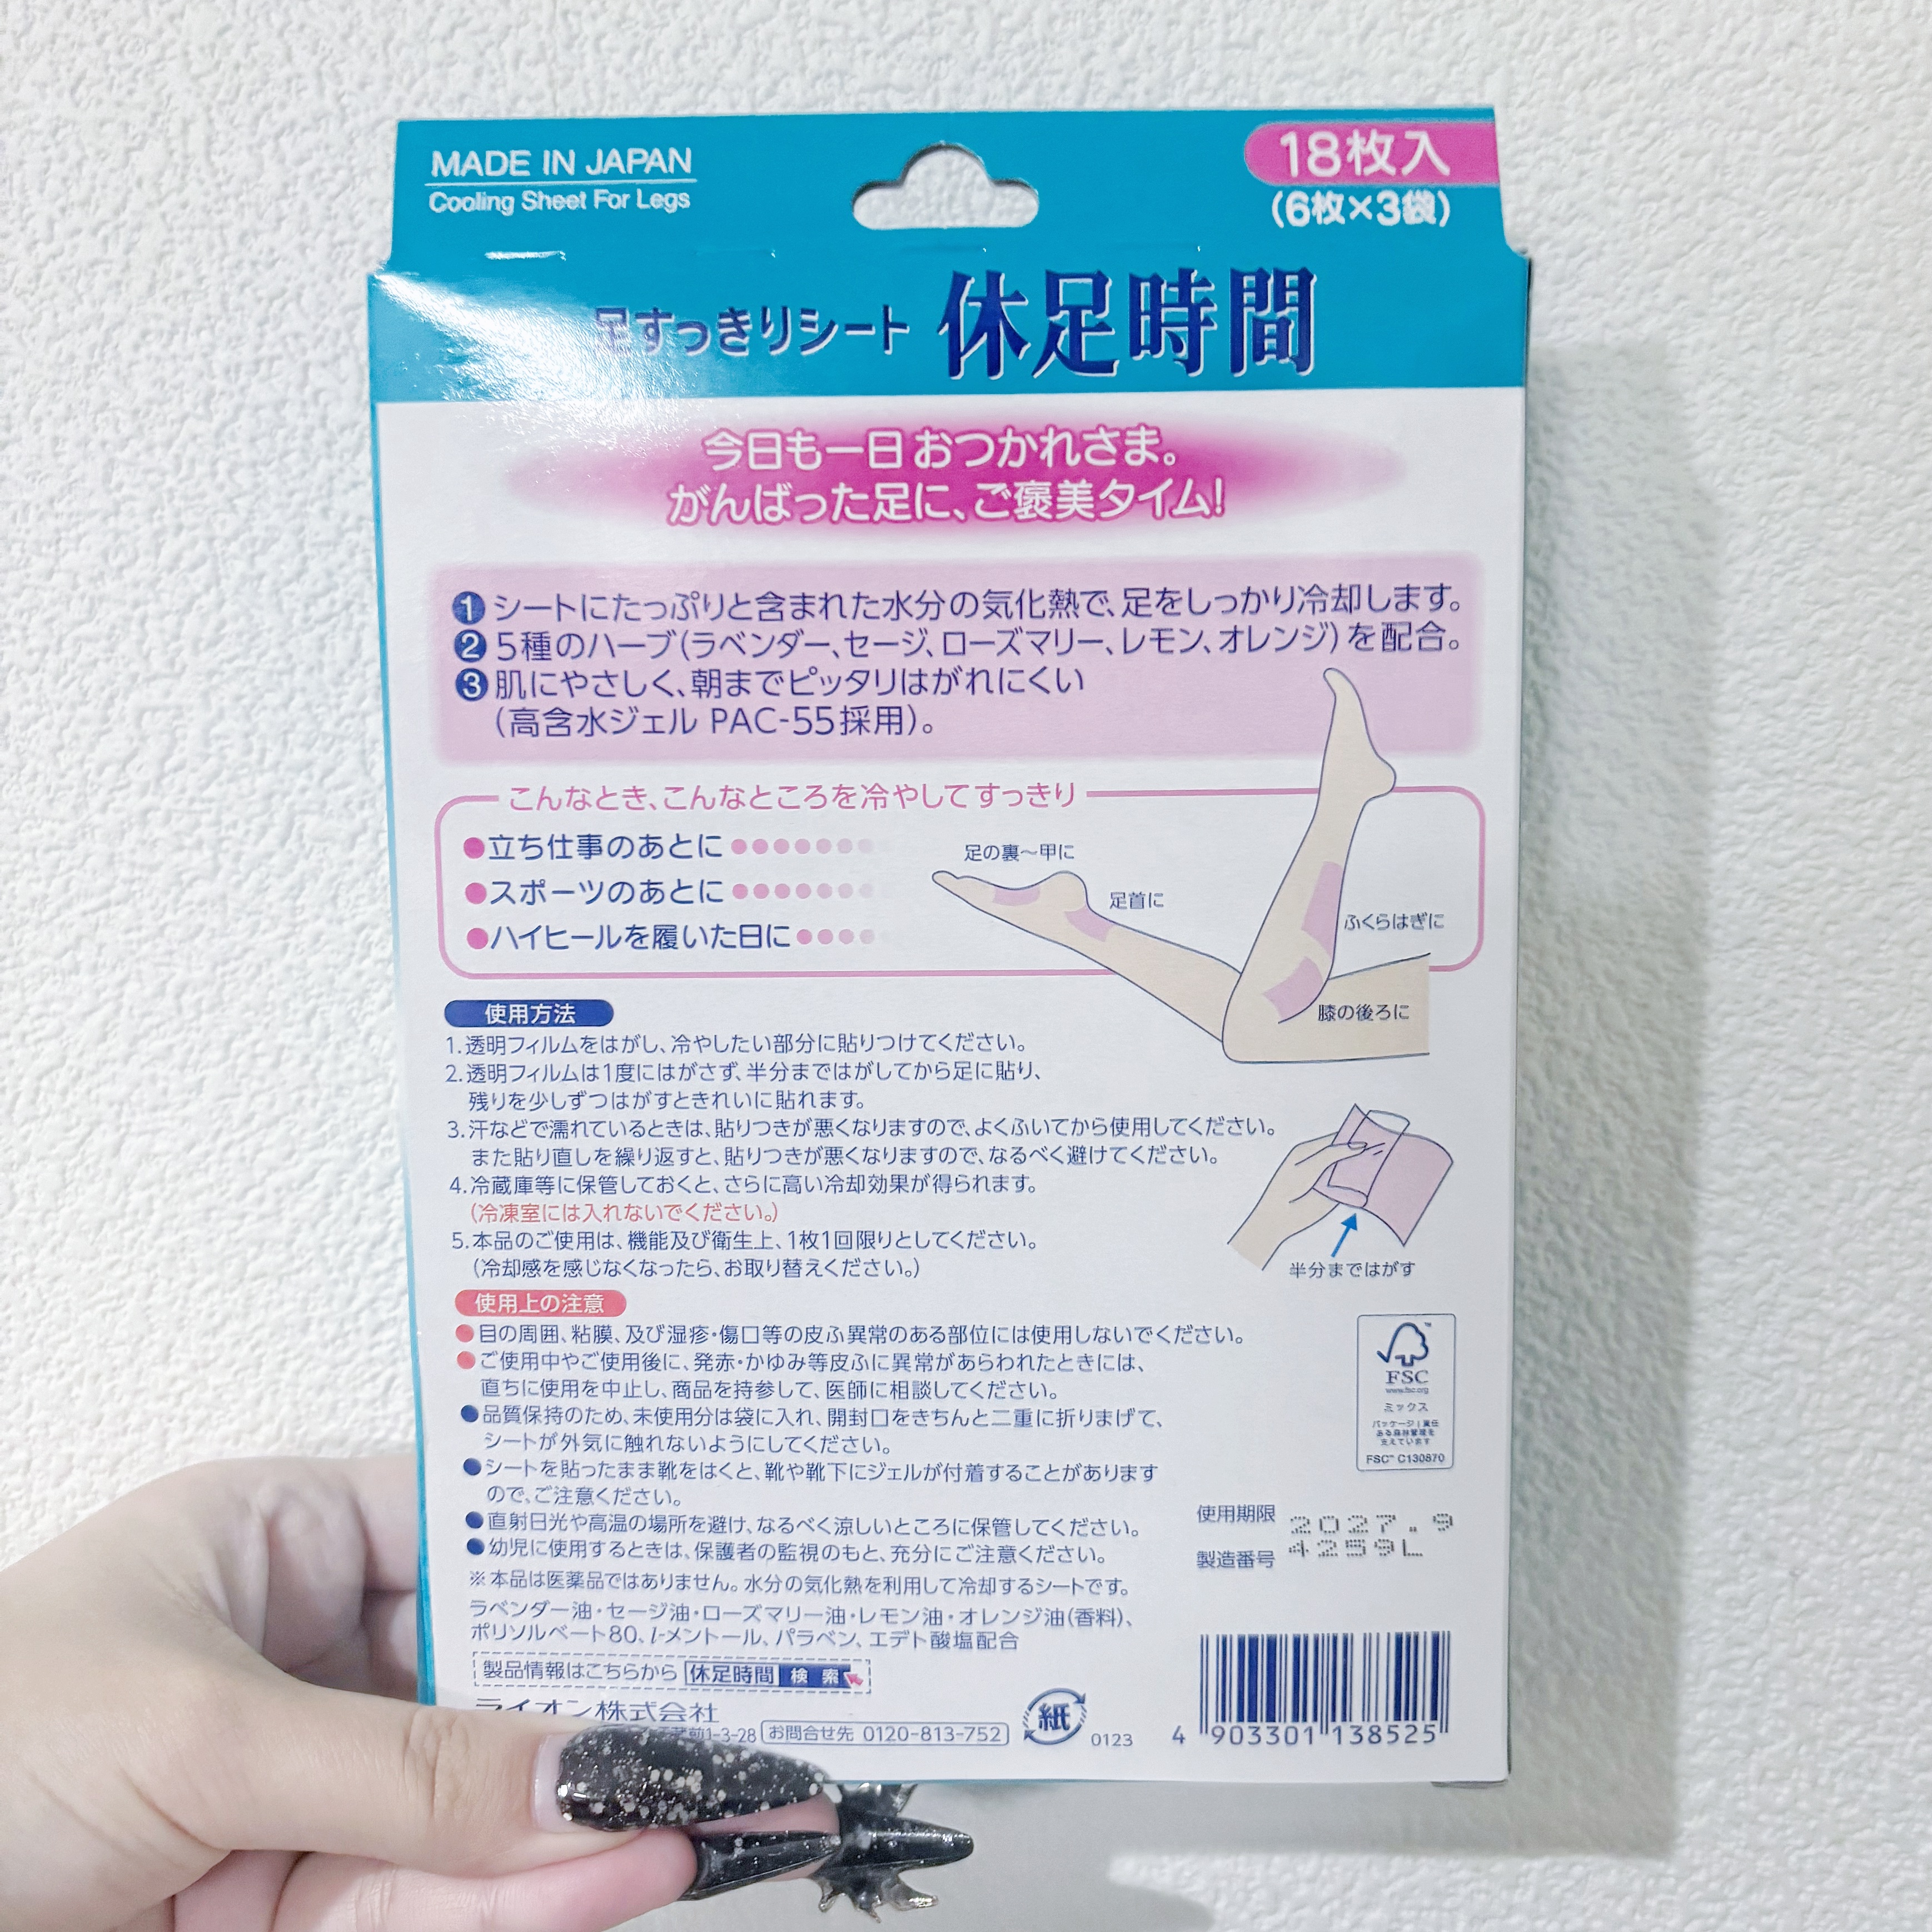 MADE IN JAPAN
Cooling Sheet For Legs
18枚入
(6枚×3袋)
足すっきりシート 休足時間
今日も一日 おつかれさま。
がんばった足に、ご褒美タイム!
1 シートにたっぷりと含まれた水分の気化熱で、足をしっかり冷却します。
2 5種のハーブ(ラベンダー、セージ、ローズマリー、レモン、オレンジ)を配合。
3 肌にやさしく、朝までピッタリはがれにくい
(高含水ジェル PAC-55採用)。
こんなとき、こんなところを冷やしてすっきり
●立ち仕事のあとに
●スポーツのあとに
●ハイヒールを履いた日に
足の裏〜甲に
足首に
ふくらはぎに
膝の後ろに
使用方法
1.透明フィルムをはがし、冷やしたい部分に貼りつけてください。
2.透明フィルムは1度にはがさず、半分まではがしてから足に貼り、
残りを少しずつはがすときれいに貼れます。
3.汗などで濡れているときは、貼りつきが悪くなりますので、よくふいてから使用してください。
また貼り直しを繰り返すと、貼りつきが悪くなりますので、なるべく避けてください。
4.冷蔵庫等に保管しておくと、さらに高い冷却効果が得られます。
(冷凍室には入れないでください。)
5.本品のご使用は、機能及び衛生上、1枚1回限りとしてください。
(冷却感を感じなくなったら、お取り替えください。)
半分まではがす
使用上の注意
●目の周囲、粘膜、及び湿疹・傷口等の皮ふ異常のある部位には使用しないでください。
●ご使用中やご使用後に、発赤・かゆみ等皮ふに異常があらわれたときには、
直ちに使用を中止し、商品を持参して、医師に相談してください。
●品質保持のため、未使用分は袋に入れ、開封口をきちんと二重に折りまげて、
シートが外気に触れないようにしてください。
●シートを貼ったまま靴をはくと、靴や靴下にジェルが付着することがあります
ので、ご注意ください。
●直射日光や高温の場所を避け、なるべく涼しいところに保管してください。
●幼児に使用するときは、保護者の監視のもと、充分にご注意ください。
※本品は医薬品ではありません。水分の気化熱を利用して冷却するシートです。
ラベンダー油・セージ油・ローズマリー油・レモン油・オレンジ油(香料)、
ポリソルベート80、l-メントール、パラベン、エデト酸塩配合
製品情報はこちらから 休足時間 検索
ライオン株式会社
前1-3-28 お問合せ先 0120-813-752
紙
0123
FSC
www.fsc.org
ミックス
パッケージ|責任
ある森林管理を
支えています
FSC™ C130870
使用期限 2027.9
製造番号 4259L
4 903301 138525